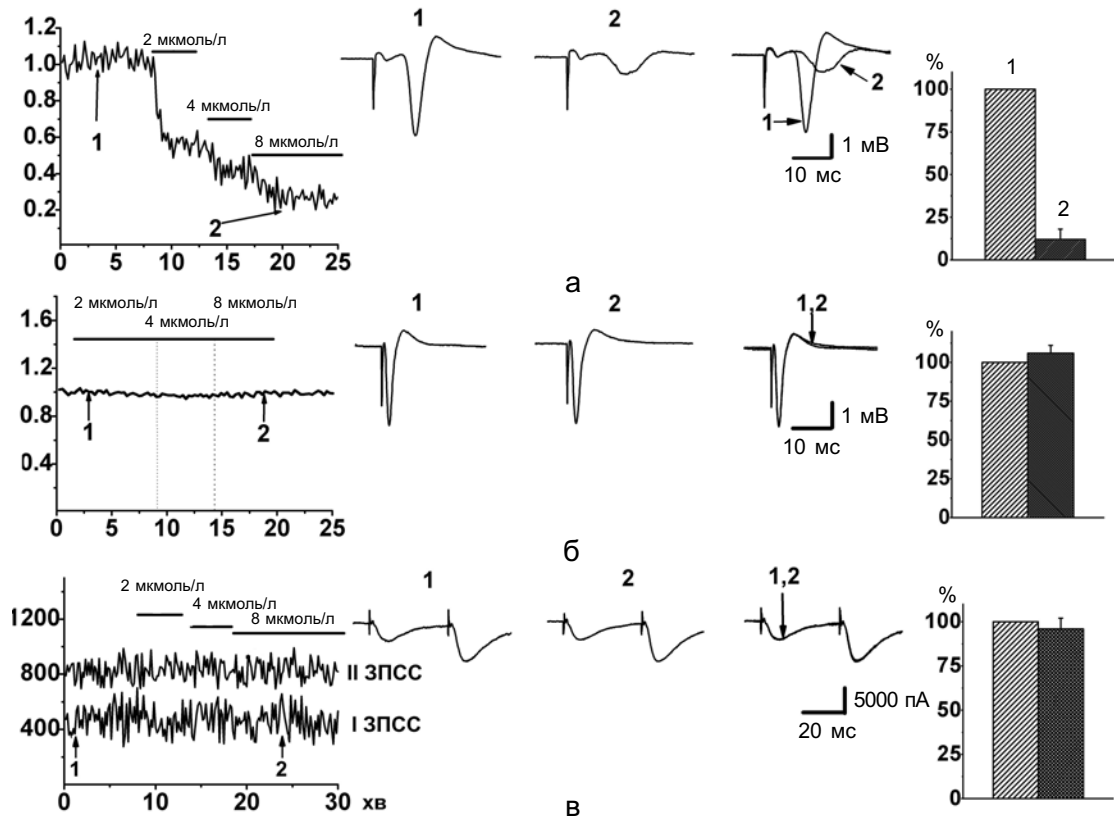 1.2
1.0
0.8
0.6
0.4
0.2
2 мкмоль/л
4 мкмоль/л
8 мкмоль/л
1
2
0 5 10 15 20 25
1
2
1
2
1 мВ
10 мс
%
100
75
50
25
0
1
2
а
2 мкмоль/л
8 мкмоль/л
4 мкмоль/л
1.6
1.2
0.8
0.4
1
2
0 5 10 15 20 25
1
2
1,2
1 мВ
10 мс
%
100
75
50
25
0
б
2 мкмоль/л
4 мкмоль/л
8 мкмоль/л
1200
800
400
II ЗПСС
I ЗПСС
1
2
0 10 20 30 хв
1
2
1,2
5000 пА
20 мс
%
100
75
50
25
0
в